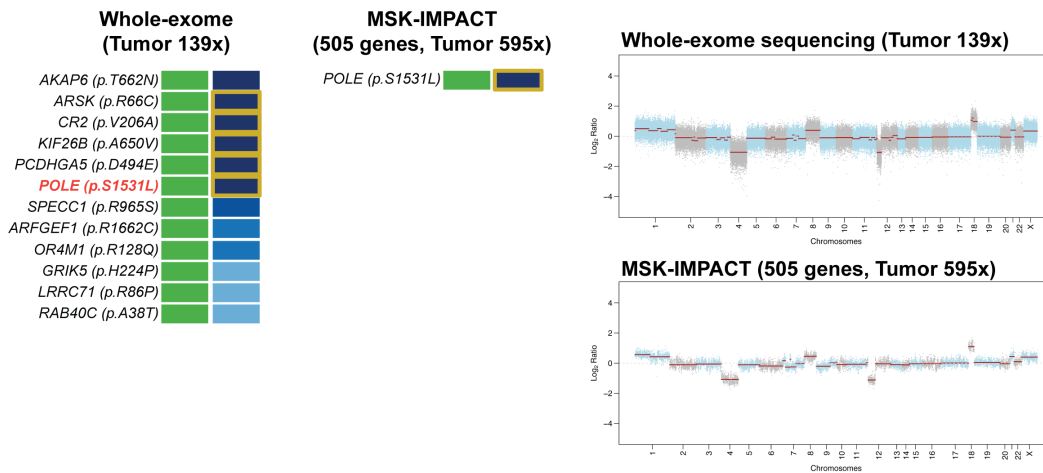 Whole-exome
(Tumor 139x)
AKAP6 (p.T662N)
ARSK (p.R66C)
CR2 (p.V206A)
KIF26B (p.A650V)
PCDHGA5 (p.D494E)
POLE (p.S1531L)
SPECC1 (p.R965S)
ARFGEF1 (p.R1662C)
OR4M1 (p.R128Q)
GRIK5 (p.H224P)
LRRC71 (p.R86P)
RAB40C (p.A38T)
MSK-IMPACT
(505 genes, Tumor 595x)
POLE (p.S1531L)
Whole-exome sequencing (Tumor 139x)
Log2 Ratio
4
2
0
−2
−4
1 2 3 4 5 6 7 8 9 10 11 12 13 14 15 16 17 18 19 20 22 X
Chromosomes
MSK-IMPACT (505 genes, Tumor 595x)
Log2 Ratio
4
2
0
−2
−4
1 2 3 4 5 6 7 8 9 10 11 12 13 14 15 16 17 18 19 20 22 X
Chromosomes